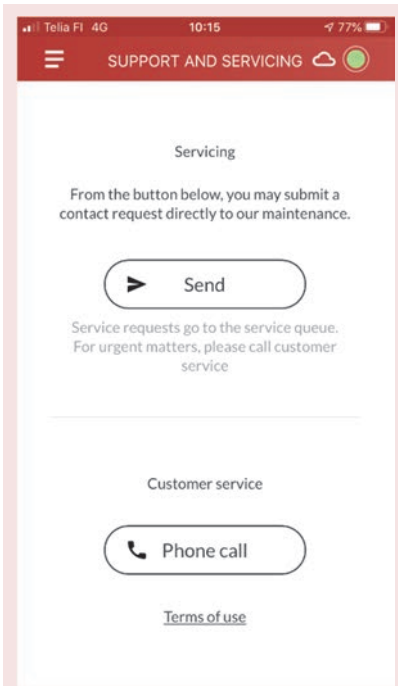 Telia FI 4G 10:15 77%
SUPPORT AND SERVICING
Servicing
From the button below, you may submit a
contact request directly to our maintenance.
Send
Service requests go to the service queue.
For urgent matters, please call customer
service
Customer service
Phone call
Terms of use